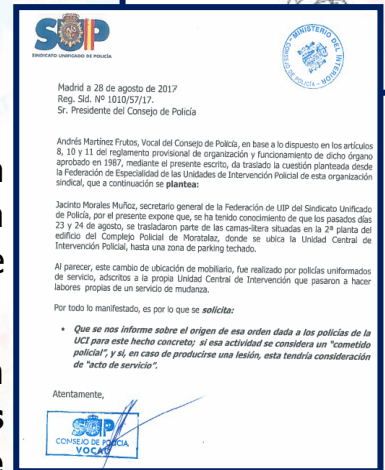 SUP
SINDICATO UNIFICADO DE POLICÍA
MINISTERIO DEL INTERIOR
CONSEJO DE POLICÍA
Madrid a 28 de agosto de 2017
Reg. Sld. Nº 1010/57/17.
Sr. Presidente del Consejo de Policía
Andrés Martínez Frutos, Vocal del Consejo de Policía, en base a lo dispuesto en los artículos
8, 10 y 11 del reglamento provisional de organización y funcionamiento de dicho órgano
aprobado en 1987, mediante el presente escrito, da traslado la cuestión planteada desde
la Federación de Especialidad de las Unidades de Intervención Policial de esta organización
sindical, que a continuación se plantea:
Jacinto Morales Muñoz, secretario general de la Federación de UIP del Sindicato Unificado
de Policía, por el presente expone que, se ha tenido conocimiento de que los pasados días
23 y 24 de agosto, se trasladaron parte de las camas-litera situadas en la 2ª planta del
edificio del Complejo Policial de Moratalaz, donde se ubica la Unidad Central de
Intervención Policial, hasta una zona de parking techado.
Al parecer, este cambio de ubicación de mobiliario, fue realizado por policías uniformados
de servicio, adscritos a la propia Unidad Central de Intervención que pasaron a hacer
labores propias de un servicio de mudanza.
Por todo lo manifestado, es por lo que se solicita:
• Que se nos informe sobre el origen de esa orden dada a los policías de la
UCI para este hecho concreto; si esa actividad se considera un "cometido
policial", y si, en caso de producirse una lesión, esta tendría consideración
de "acto de servicio".
Atentamente,
SUP
CONSEJO DE POLICIA
VOCAL